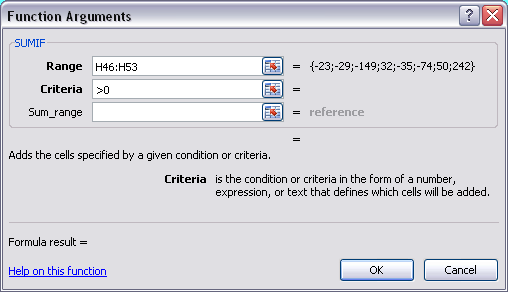 Function Arguments
SUMIF
Range H46:H53 = {-23;-29;-149;32;-35;-74;50;242}
Criteria >0 =
Sum_range = reference
=
Adds the cells specified by a given condition or criteria.
Criteria is the condition or criteria in the form of a number,
expression, or text that defines which cells will be added.
Formula result =
Help on this function OK Cancel